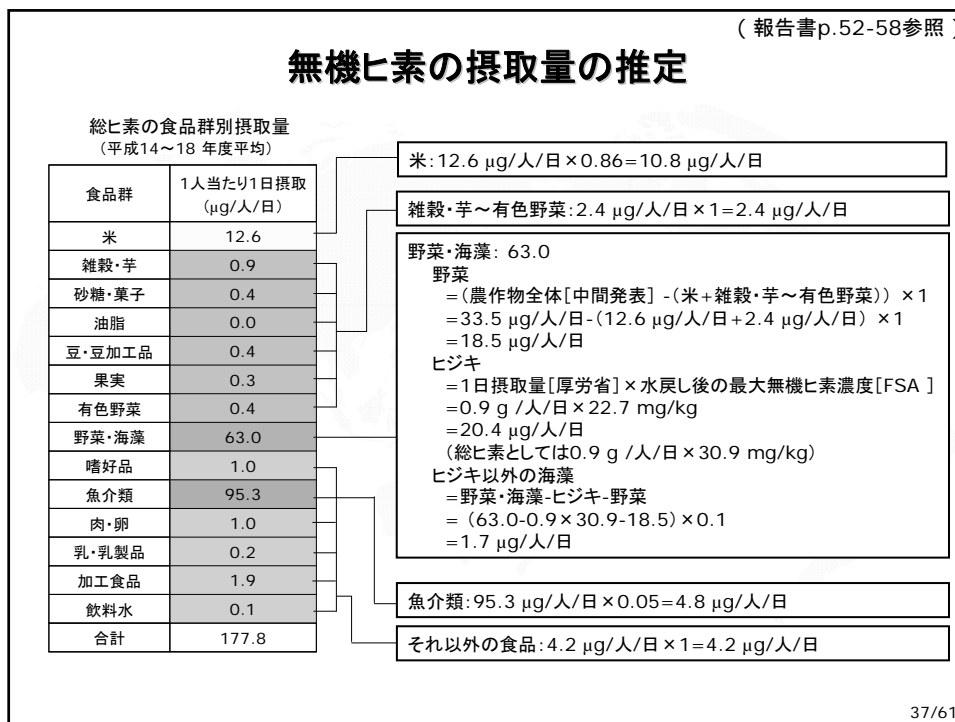 （報告書p.52-58参照）
無機ヒ素の摂取量の推定
総ヒ素の食品群別摂取量
（平成14～18 年度平均）
食品群 1人当たり1日摂取（μg/人/日）
米 12.6
雑穀・芋 0.9
砂糖・菓子 0.4
油脂 0.0
豆・豆加工品 0.4
果実 0.3
有色野菜 0.4
野菜・海藻 63.0
嗜好品 1.0
魚介類 95.3
肉・卵 1.0
乳・乳製品 0.2
加工食品 1.9
飲料水 0.1
合計 177.8
米：12.6 μg/人/日×0.86＝10.8 μg/人/日
雑穀・芋～有色野菜：2.4 μg/人/日×1＝2.4 μg/人/日
野菜・海藻： 63.0
野菜
＝（農作物全体[中間発表] -（米＋雑穀・芋～有色野菜）） ×1
＝33.5 μg/人/日-（12.6 μg/人/日+2.4 μg/人/日） ×1
＝18.5 μg/人/日
ヒジキ
＝1日摂取量[厚労省]×水戻し後の最大無機ヒ素濃度[FSA ]
＝0.9 g /人/日×22.7 mg/kg
＝20.4 μg/人/日
（総ヒ素としては0.9 g /人/日×30.9 mg/kg）
ヒジキ以外の海藻
＝野菜・海藻-ヒジキ-野菜
＝ （63.0-0.9×30.9-18.5）×0.1
＝1.7 μg/人/日
魚介類：95.3 μg/人/日×0.05＝4.8 μg/人/日
それ以外の食品：4.2 μg/人/日×1＝4.2 μg/人/日
37/61